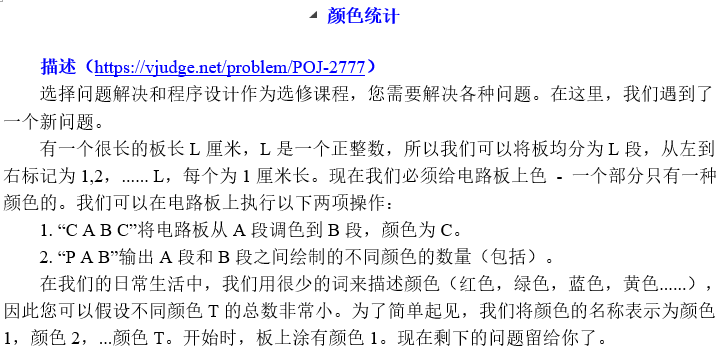 颜色统计
描述（https://vjudge.net/problem/POJ-2777）
选择问题解决和程序设计作为选修课程，您需要解决各种问题。在这里，我们遇到了
一个新问题。
有一个很长的板长 L 厘米，L 是一个正整数，所以我们可以将板均分为 L 段，从左到
右标记为 1,2，...... L，每个为 1 厘米长。现在我们必须给电路板上色 - 一个部分只有一种
颜色的。我们可以在电路板上执行以下两项操作：
1. “C A B C”将电路板从 A 段调色到 B 段，颜色为 C。
2. “P A B”输出 A 段和 B 段之间绘制的不同颜色的数量（包括）。
在我们的日常生活中，我们用很少的词来描述颜色（红色，绿色，蓝色，黄色......），
因此您可以假设不同颜色 T 的总数非常小。为了简单起见，我们将颜色的名称表示为颜色
1，颜色 2，...颜色 T。开始时，板上涂有颜色 1。现在剩下的问题留给你了。